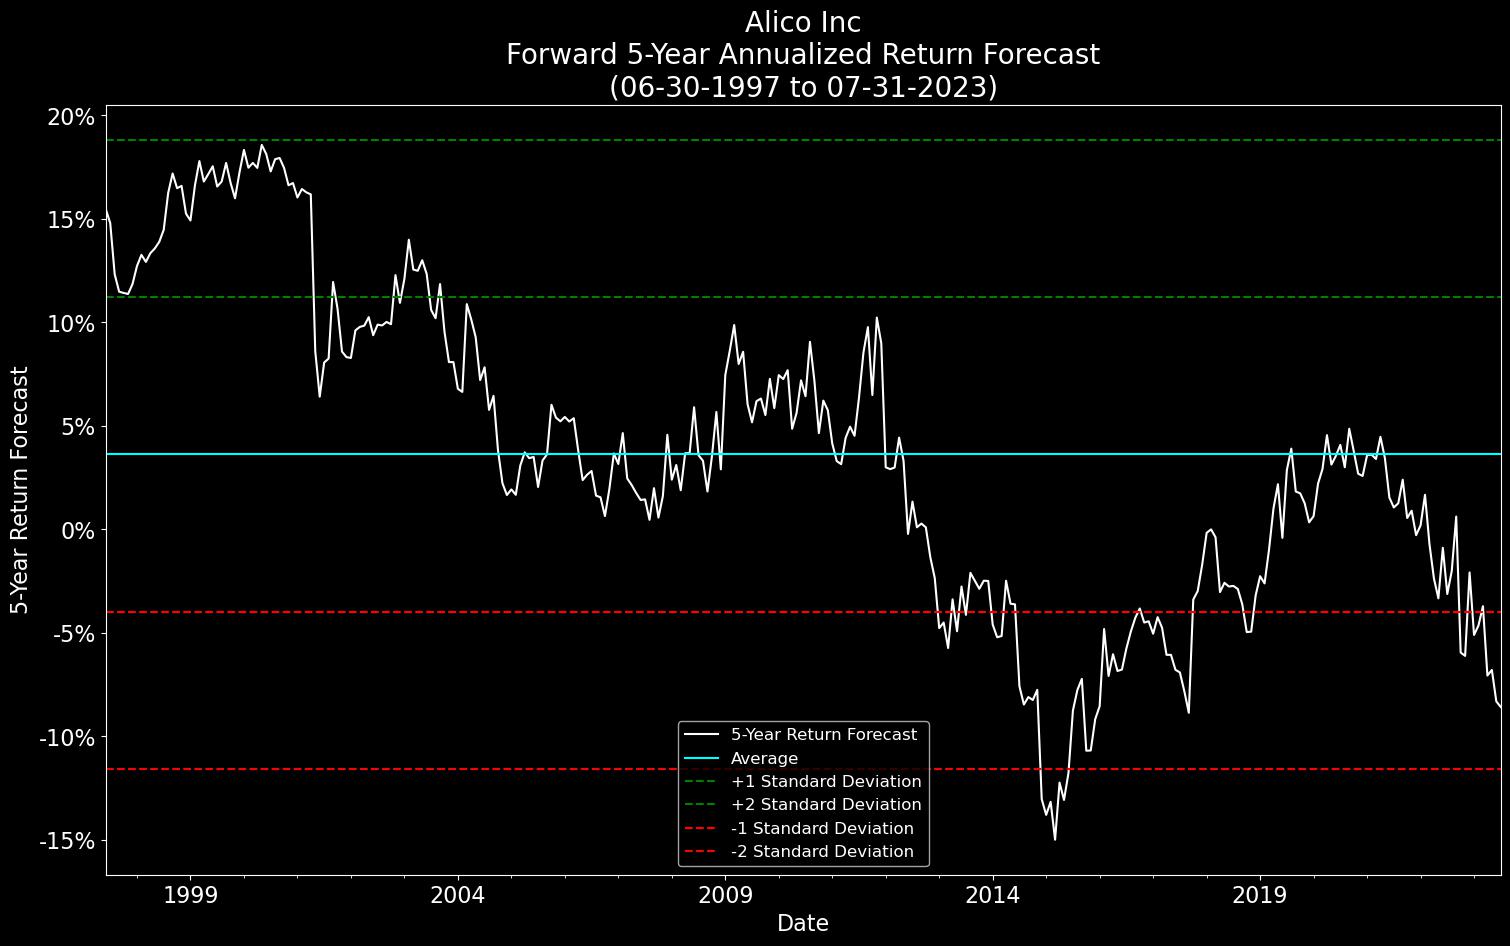 Alico Inc
Forward 5-Year Annualized Return Forecast
(06-30-1997 to 07-31-2023)
20%
15%
10%
5%
0%
-5%
-10%
-15%
5-Year Return Forecast
5-Year Return Forecast
Average
+1 Standard Deviation
+2 Standard Deviation
-1 Standard Deviation
-2 Standard Deviation
1999
2004
2009
2014
2019
Date